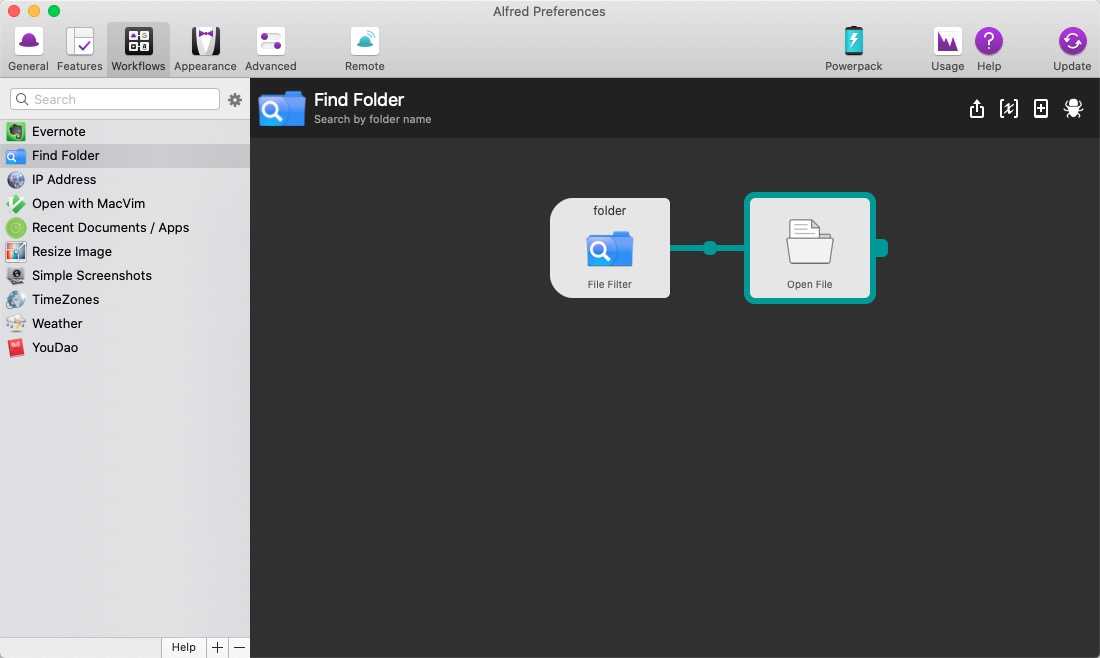 Alfred Preferences
General
Features
Workflows
Appearance
Advanced
Remote
Powerpack
Usage
Help
Update
Search
Find Folder
Search by folder name
Evernote
Find Folder
IP Address
Open with MacVim
Recent Documents / Apps
Resize Image
Simple Screenshots
TimeZones
Weather
YouDao
folder
File Filter
Open File
Help